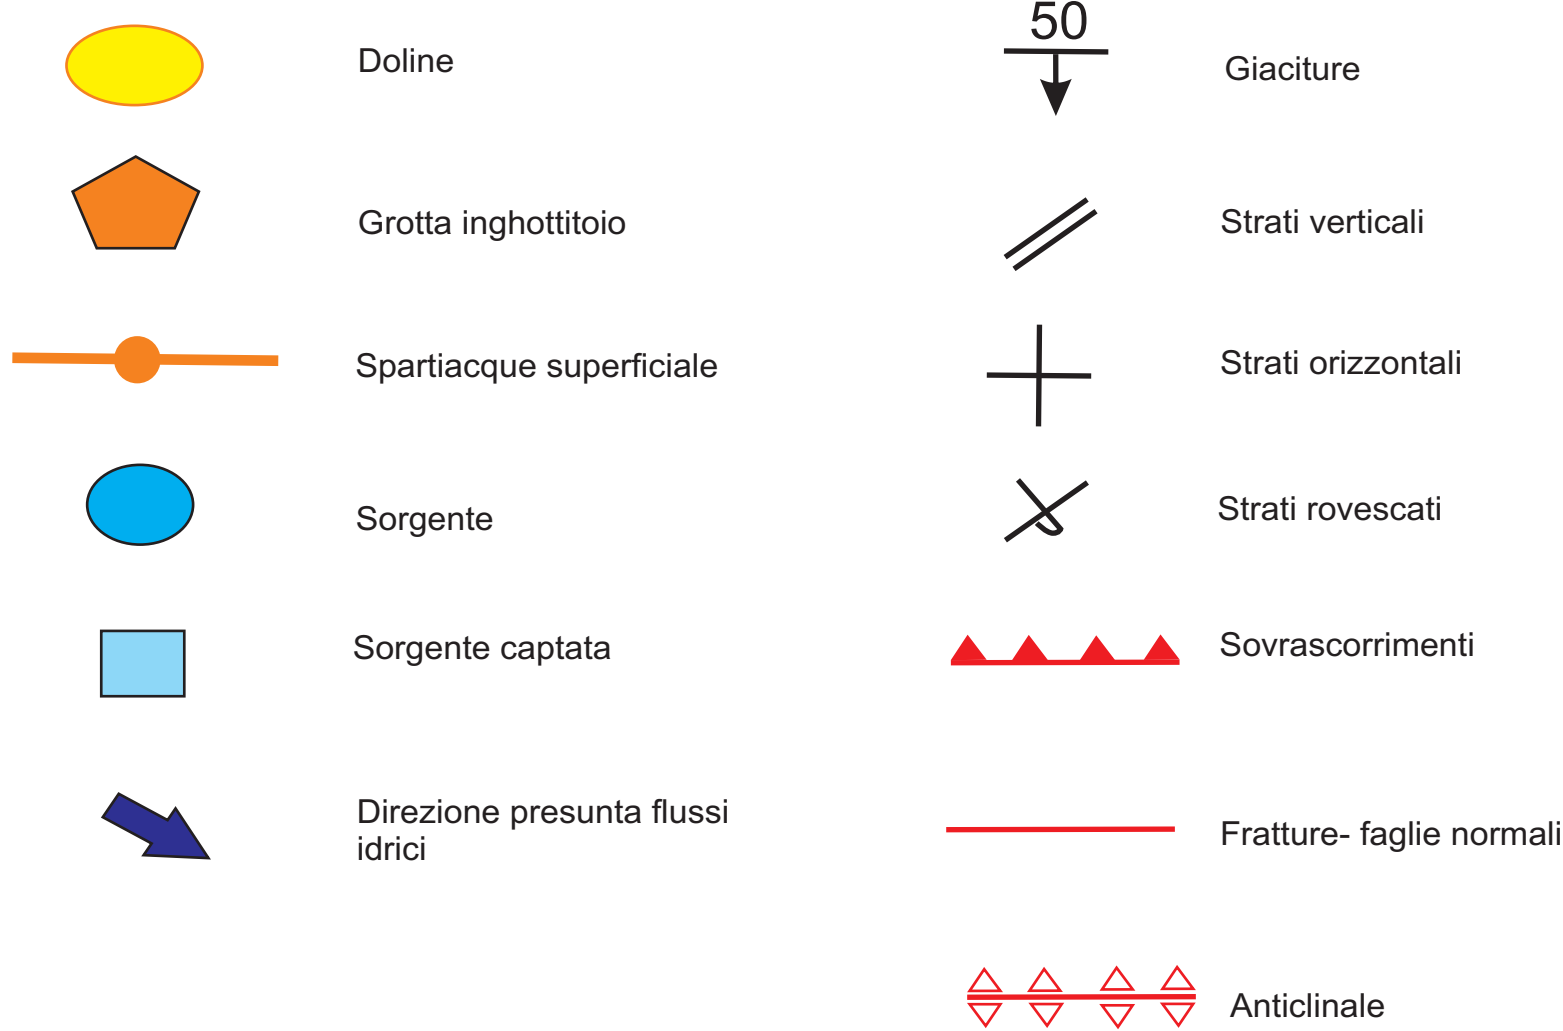 Doline
Grotta inghottitoio
Spartiacque superficiale
Sorgente
Sorgente captata
Direzione presunta flussi
idrici
50
Giaciture
Strati verticali
Strati orizzontali
Strati rovescati
Sovrascorrimenti
Fratture- faglie normali
Anticlinale